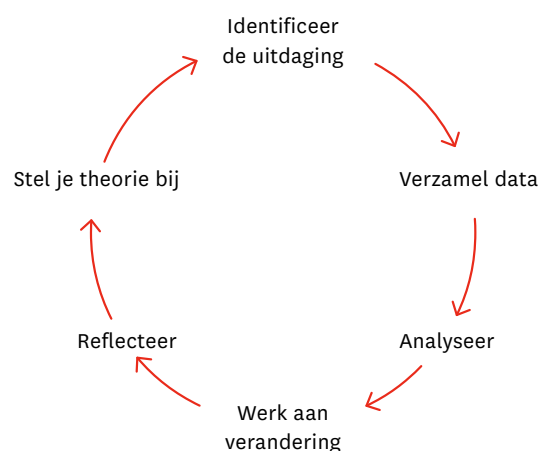 Identificeer
de uitdaging
Verzamel data
Analyseer
Werk aan
verandering
Reflecteer
Stel je theorie bij